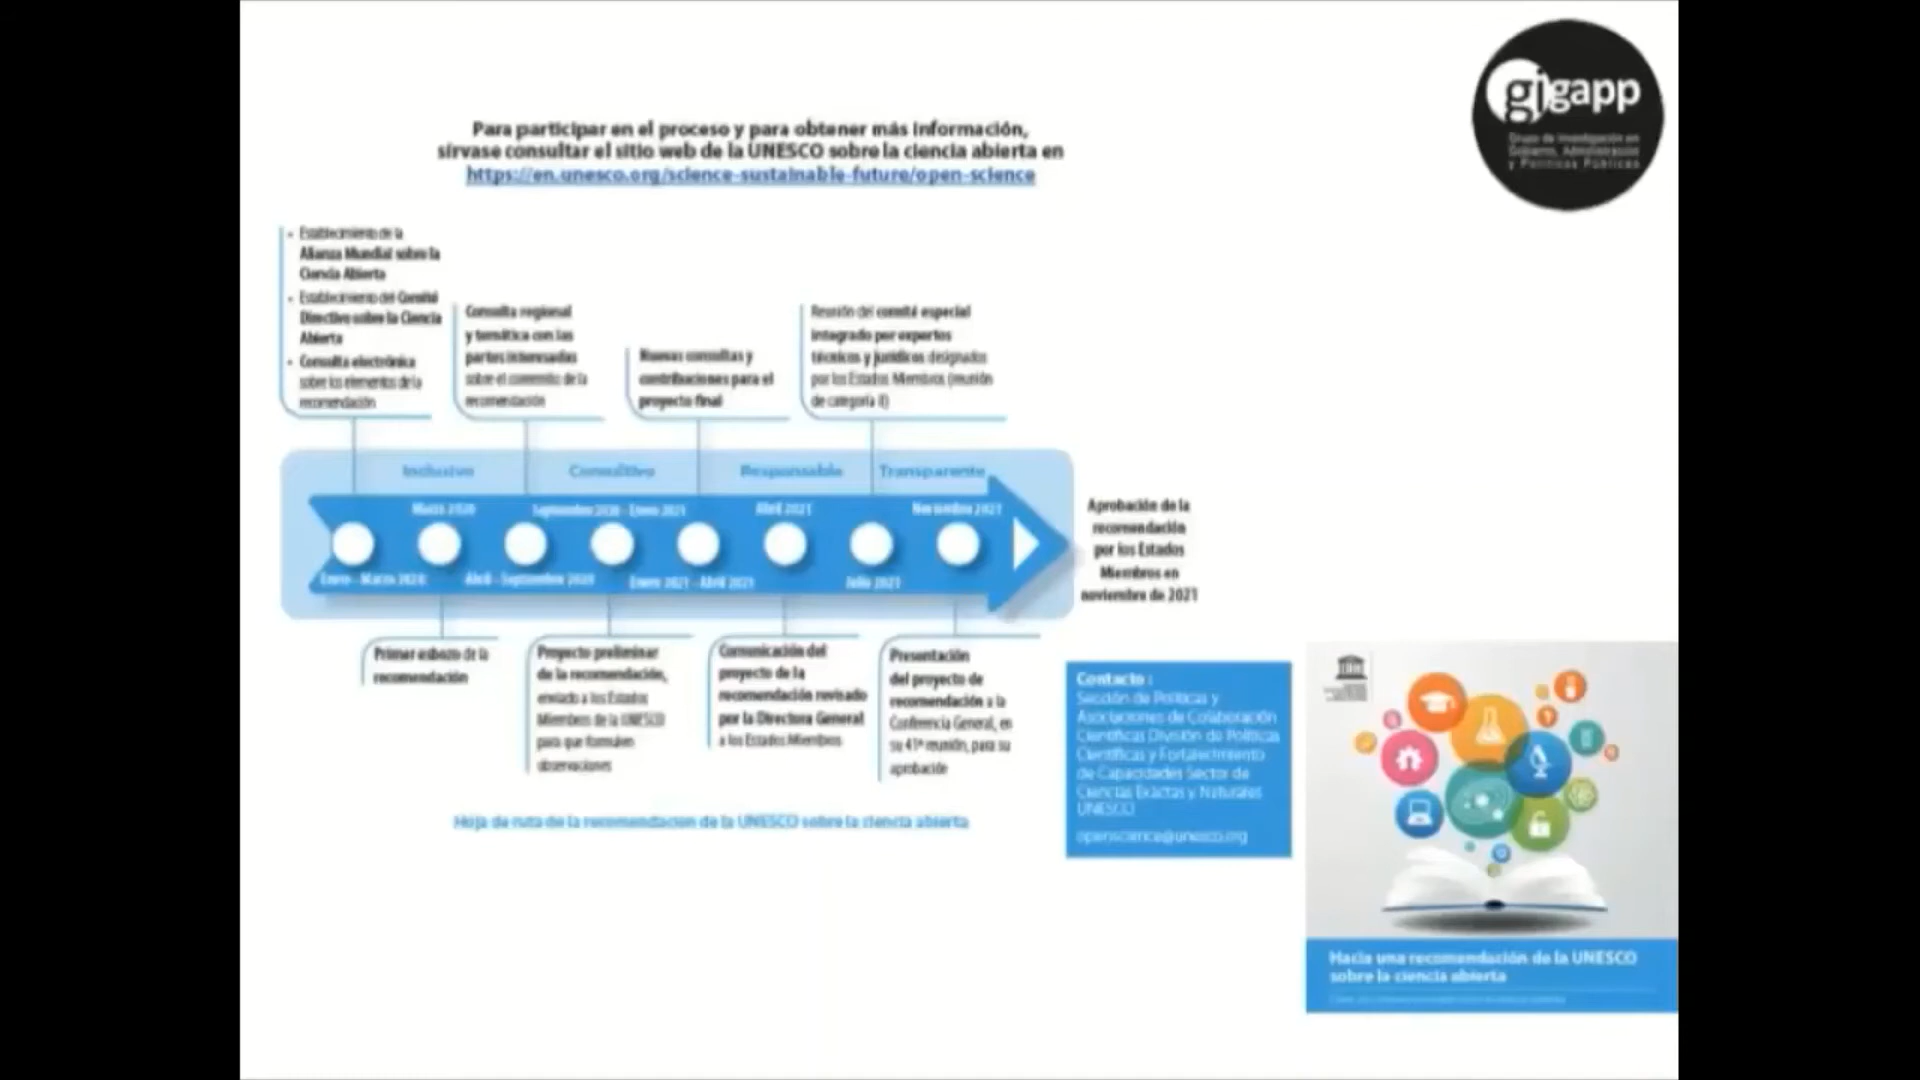 gigapp
Grupo de Investigación en
Gobierno, Administración
y Políticas Públicas
Para participar en el proceso y para obtener más información,
sírvase consultar el sitio web de la UNESCO sobre la ciencia abierta en
https://en.unesco.org/science-sustainable-future/open-science
• Establecimiento de la
Alianza Mundial sobre la
Ciencia Abierta
• Establecimiento del Comité
Directivo sobre la Ciencia
Abierta
• Consulta electrónica
sobre los elementos de la
recomendación
Consulta regional
y temática con las
partes interesadas
sobre el contenido de la
recomendación
Nuevas consultas y
contribuciones para el
proyecto final
Reunión del comité especial
integrado por expertos
técnicos y jurídicos designados
por los Estados Miembros (reunión
de categoría II)
Inclusivo
Consultivo
Responsable
Transparente
Marzo 2020
Septiembre 2020 - Enero 2021
Abril 2021
Noviembre 2021
Enero - Marzo 2020
Abril - Septiembre 2020
Enero 2021 - Abril 2021
Julio 2021
Aprobación de la
recomendación
por los Estados
Miembros en
noviembre de 2021
Primer esbozo de la
recomendación
Proyecto preliminar
de la recomendación,
enviado a los Estados
Miembros de la UNESCO
para que formulen
observaciones
Comunicación del
proyecto de la
recomendación revisado
por la Directora General
a los Estados Miembros
Presentación
del proyecto de
recomendación a la
Conferencia General, en
su 41ª reunión, para su
aprobación
Hoja de ruta de la recomendación de la UNESCO sobre la ciencia abierta
Contacto :
Sección de Políticas y
Asociaciones de Colaboración
Científicas División de Políticas
Científicas y Fortalecimiento
de Capacidades Sector de
Ciencias Exactas y Naturales
UNESCO
openscience@unesco.org
Hacia una recomendación de la UNESCO
sobre la ciencia abierta